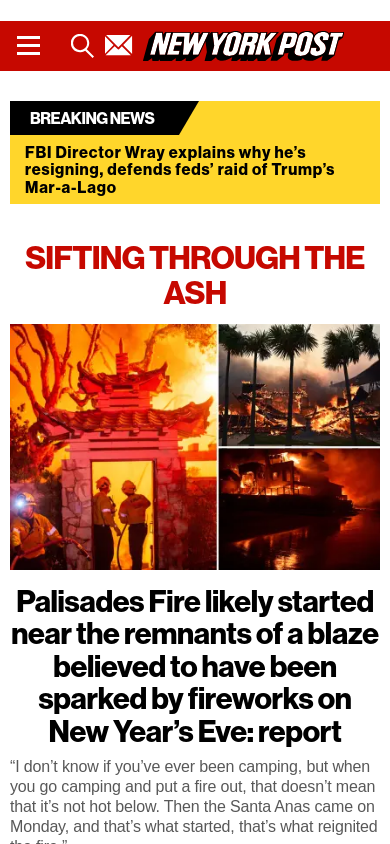 NEW YORK POST
BREAKING NEWS
FBI Director Wray explains why he’s
resigning, defends feds’ raid of Trump’s
Mar-a-Lago
SIFTING THROUGH THE
ASH
Palisades Fire likely started
near the remnants of a blaze
believed to have been
sparked by fireworks on
New Year’s Eve: report
“I don’t know if you’ve ever been camping, but when
you go camping and put a fire out, that doesn’t mean
that it’s not hot below. Then the Santa Anas came on
Monday, and that’s what started, that’s what reignited
the fire.”